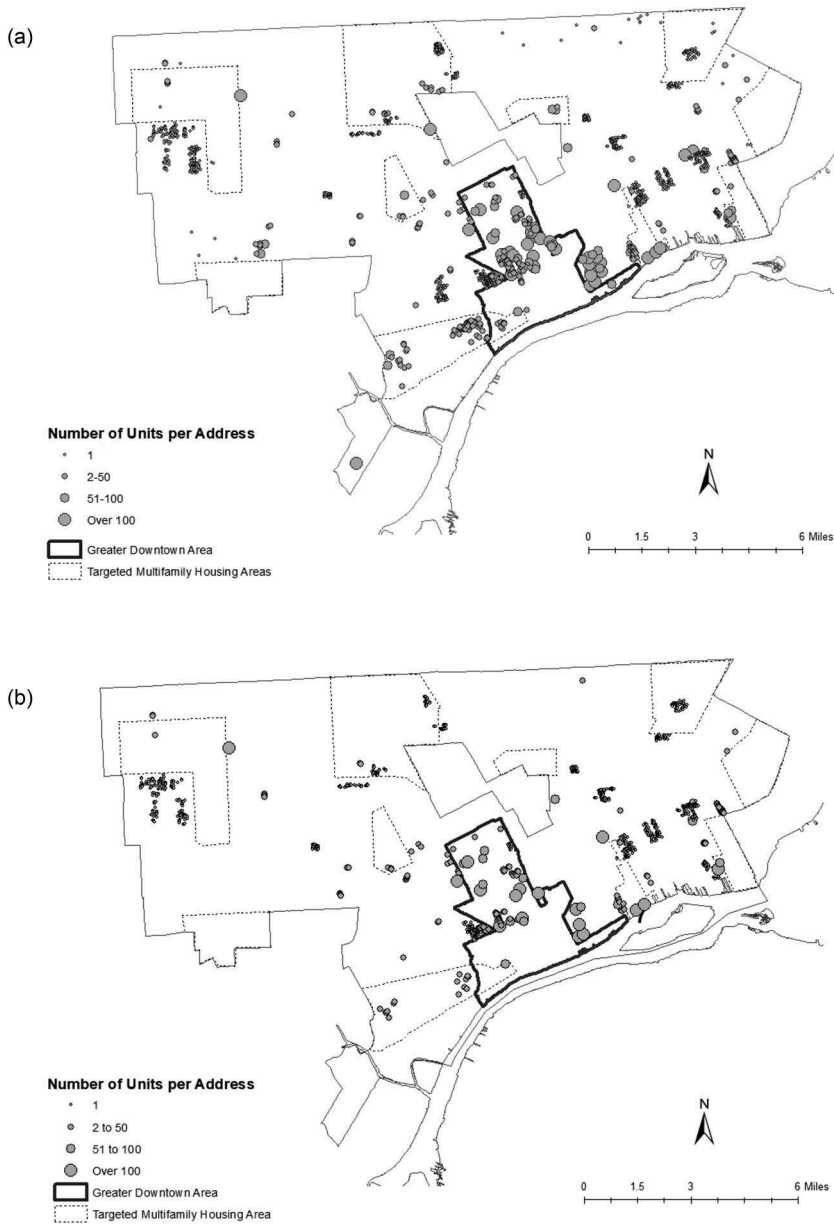 (a)
N
Number of Units per Address
1
2-50
51-100
Over 100
Greater Downtown Area
Targeted Multifamily Housing Areas
0 1.5 3 6 Miles
(b)
N
Number of Units per Address
1
2 to 50
51 to 100
Over 100
Greater Downtown Area
Targeted Multifamily Housing Area
0 1.5 3 6 Miles